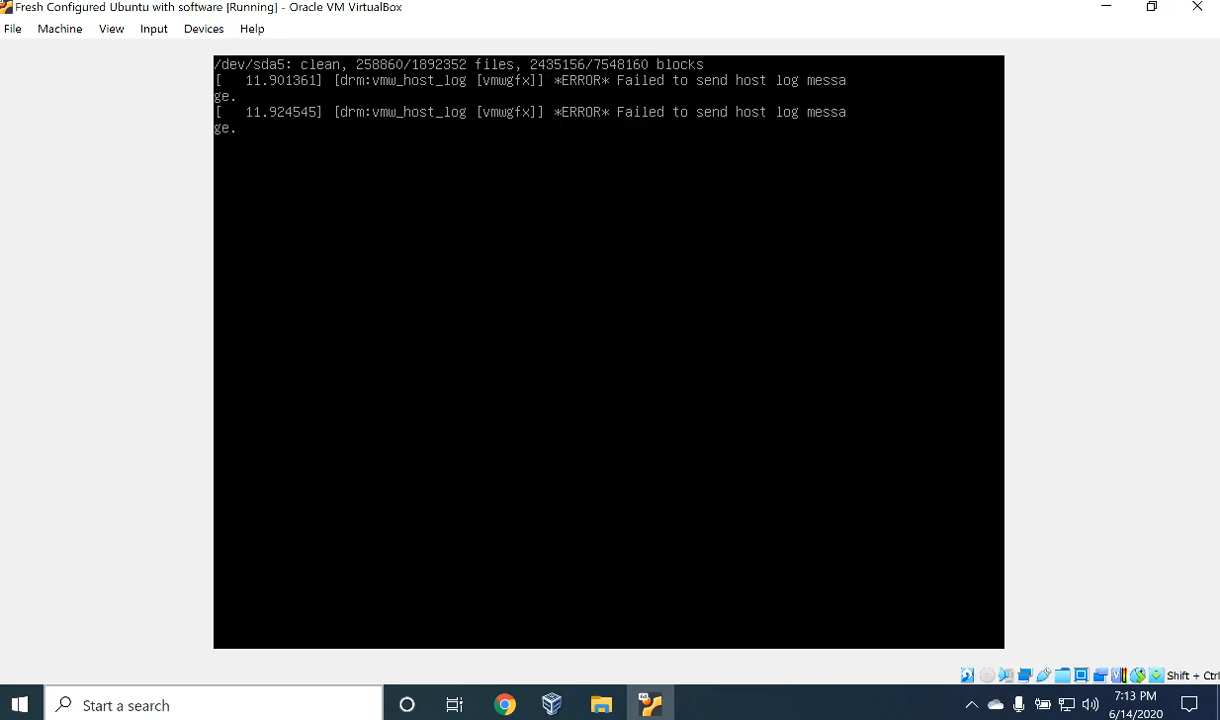 Fresh Configured Ubuntu with software [Running] - Oracle VM VirtualBox
File Machine View Input Devices Help
/dev/sda5: clean, 258860/1892352 files, 2435156/7548160 blocks
[   11.901361] [drm:vmw_host_log [vmwgfx]] *ERROR* Failed to send host log messa
ge.
[   11.924545] [drm:vmw_host_log [vmwgfx]] *ERROR* Failed to send host log messa
ge.
Shift + Ctrl
Start a search
7:13 PM
6/14/2020